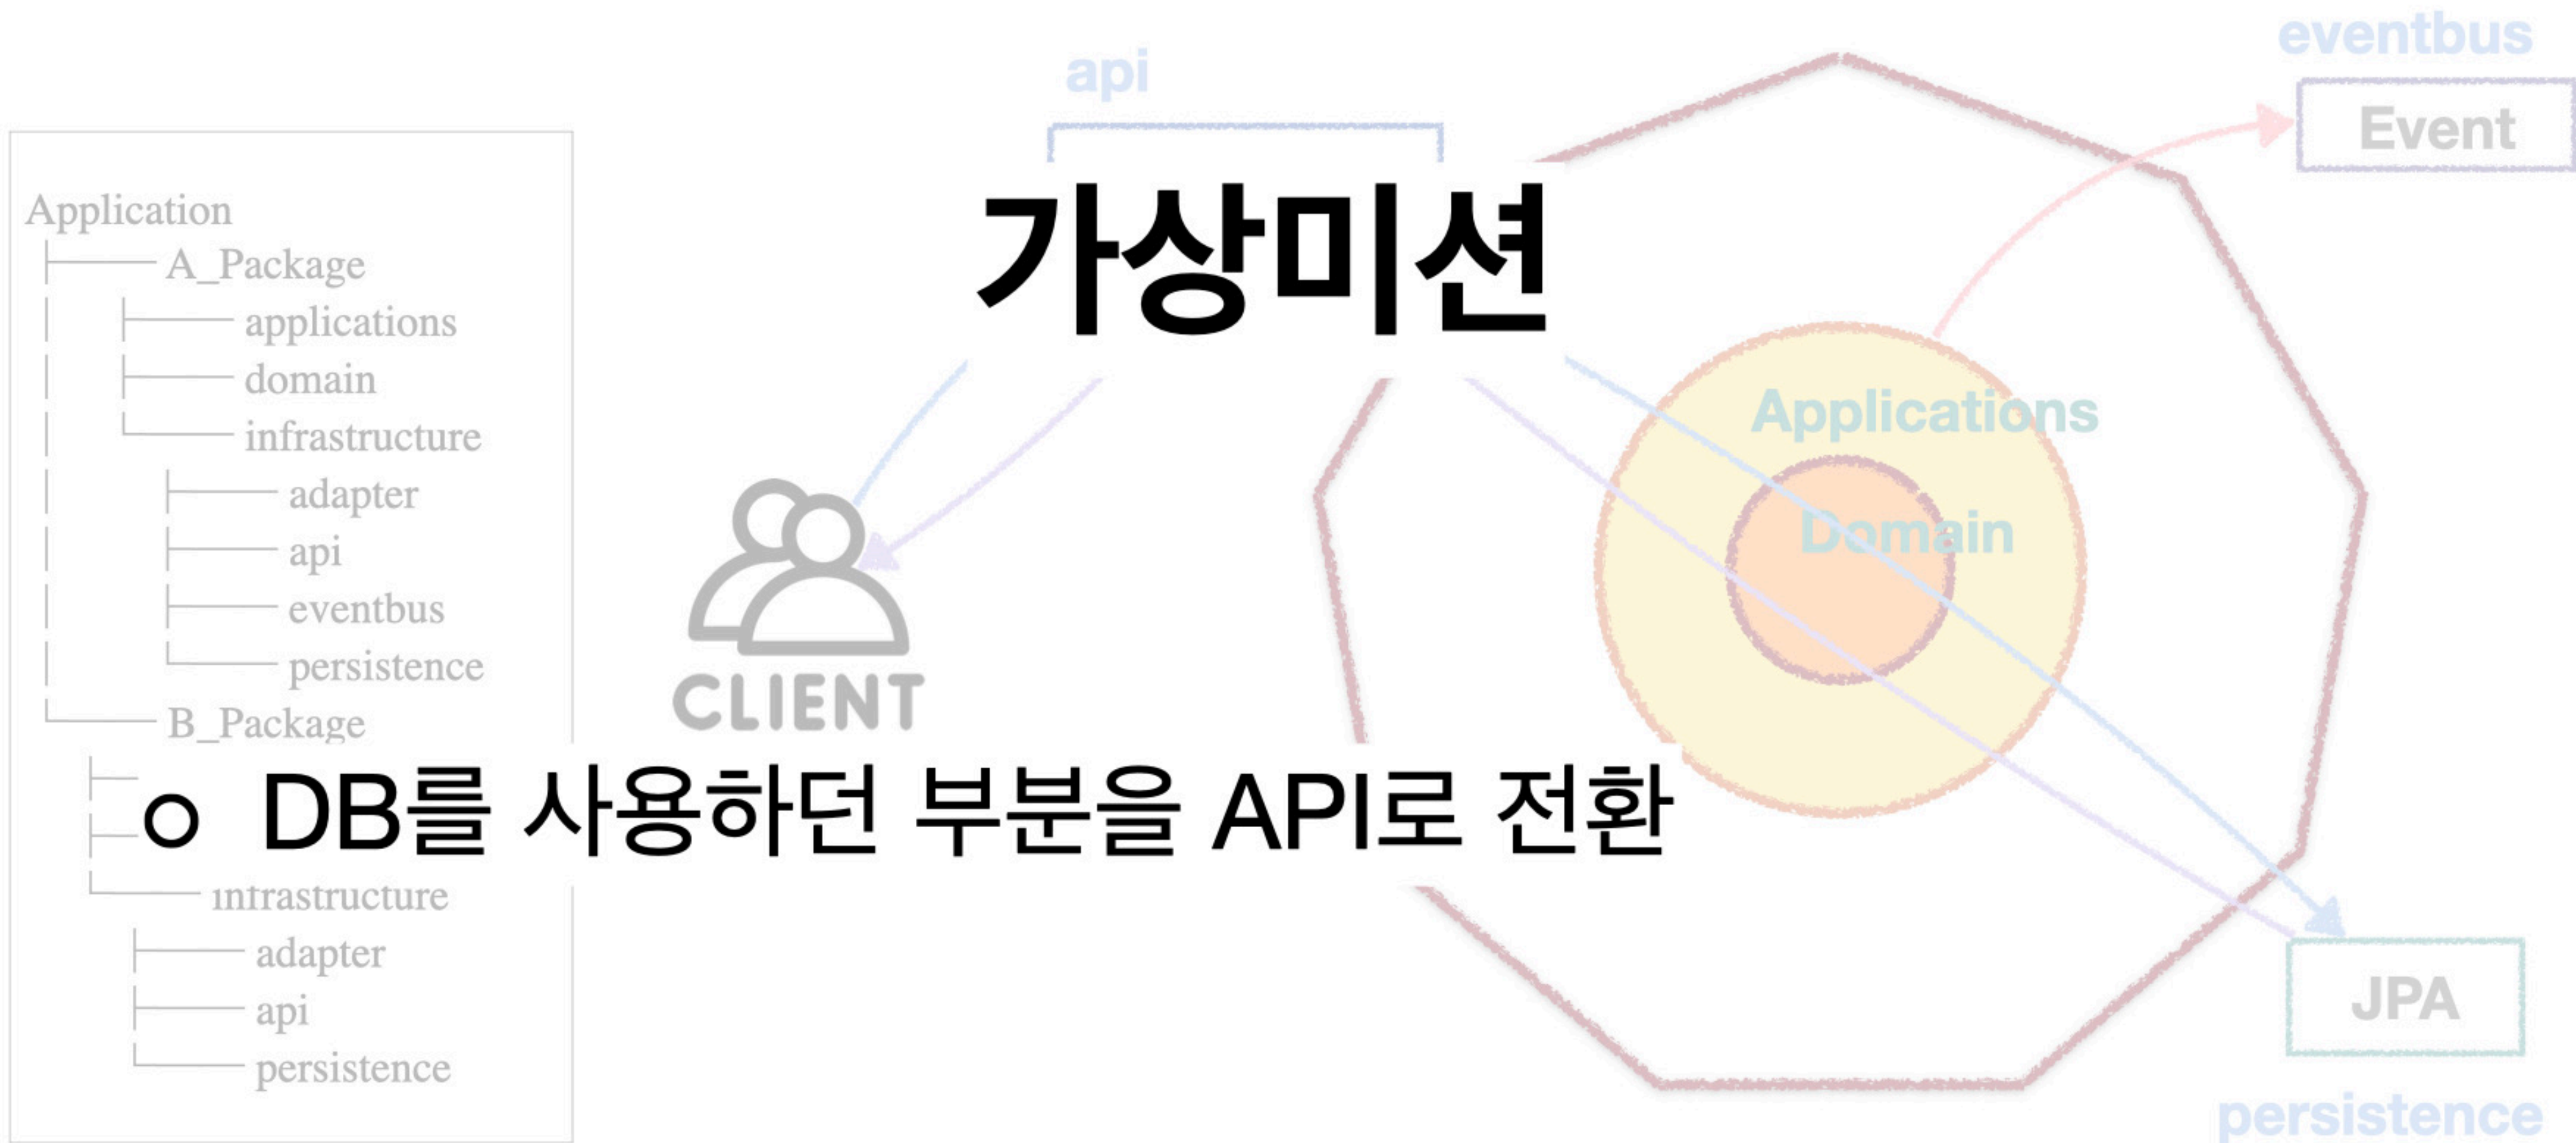 가상미션
DB를 사용하던 부분을 API로 전환
Application
A_Package
applications
domain
infrastructure
adapter
api
eventbus
persistence
B_Package
infrastructure
adapter
api
persistence
api
CLIENT
Applications
Domain
eventbus
Event
JPA
persistence